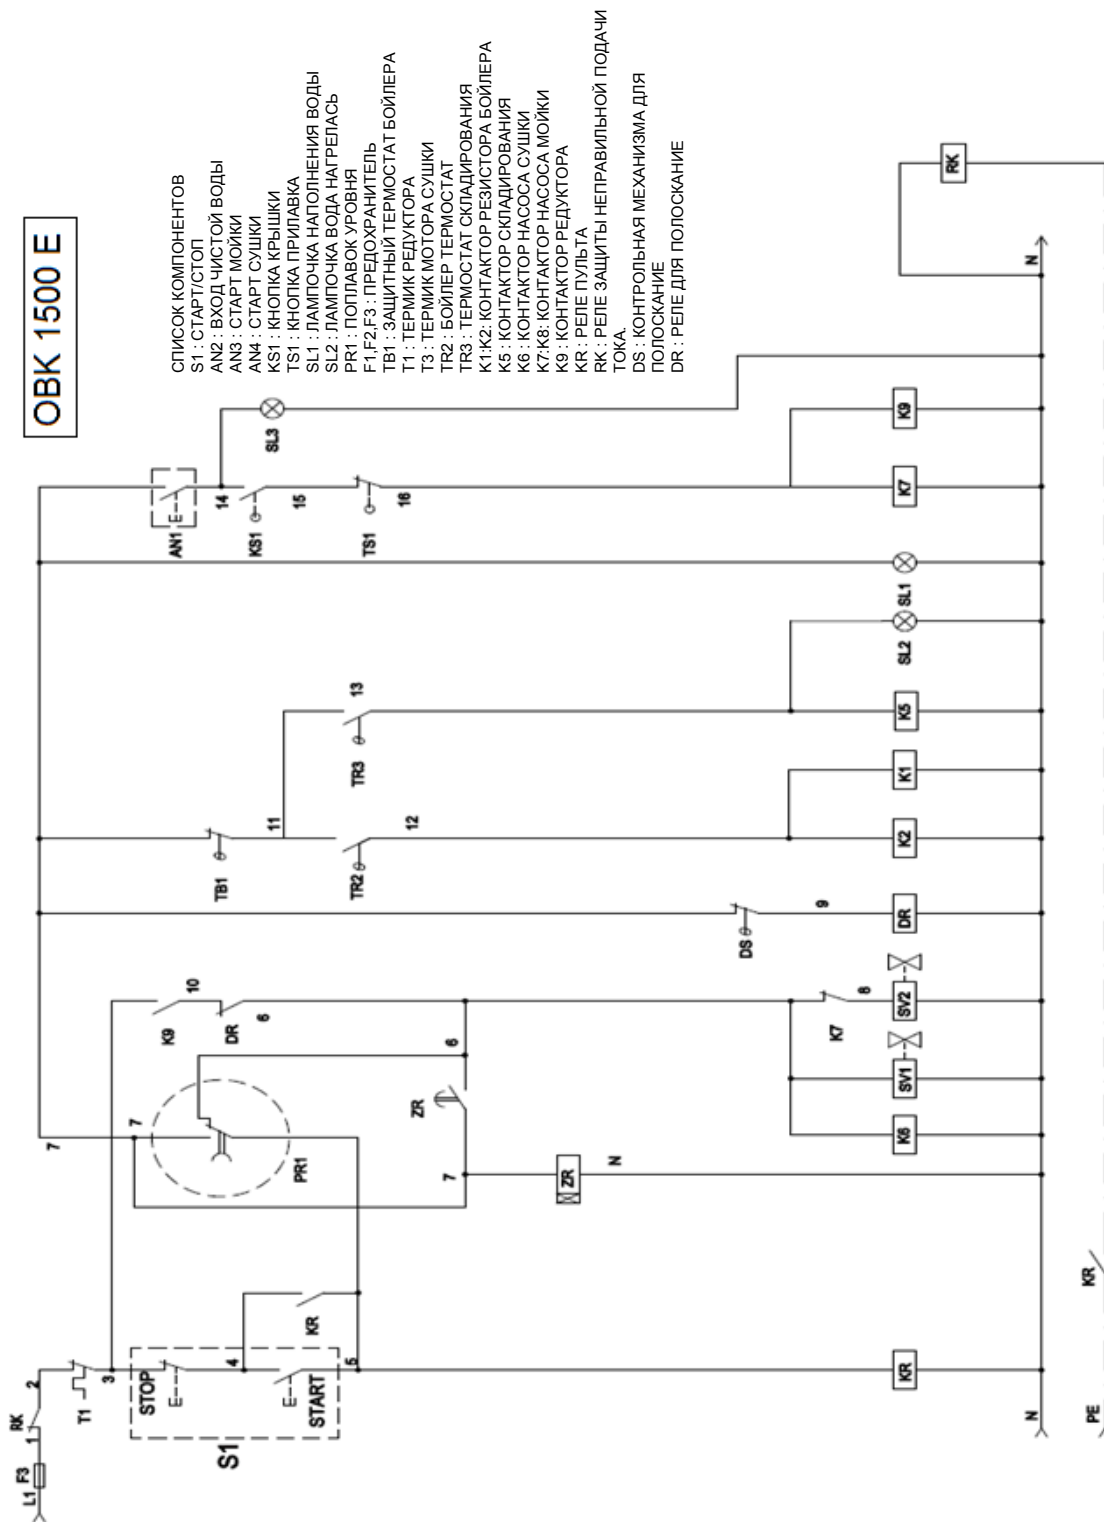 OBK 1500 E
СПИСОК КОМПОНЕНТОВ
S1 : СТАРТ/СТОП
AN2 : ВХОД ЧИСТОЙ ВОДЫ
AN3 : СТАРТ МОЙКИ
AN4 : СТАРТ СУШКИ
KS1 : КНОПКА КРЫШКИ
TS1 : КНОПКА ПРИЛАВКА
SL1 : ЛАМПОЧКА НАПОЛНЕНИЯ ВОДЫ
SL2 : ЛАМПОЧКА ВОДА НАГРЕЛАСЬ
PR1 : ПОПЛАВОК УРОВНЯ
F1,F2,F3 : ПРЕДОХРАНИТЕЛЬ
TB1 : ЗАЩИТНЫЙ ТЕРМОСТАТ БОЙЛЕРА
T1 : ТЕРМИК РЕДУКТОРА
T3 : ТЕРМИК МОТОРА СУШКИ
TR2 : БОЙЛЕР ТЕРМОСТАТ
TR3 : ТЕРМОСТАТ СКЛАДИРОВАНИЯ
K1:K2: КОНТАКТОР РЕЗИСТОРА БОЙЛЕРА
K5 : КОНТАКТОР СКЛАДИРОВАНИЯ
K6 : КОНТАКТОР НАСОСА СУШКИ
K7:K8: КОНТАКТОР НАСОСА МОЙКИ
K9 : КОНТАКТОР РЕДУКТОРА
KR : РЕЛЕ ПУЛЬТА
RK : РЕЛЕ ЗАЩИТЫ НЕПРАВИЛЬНОЙ ПОДАЧИ
ТОКА.
DS : КОНТРОЛЬНАЯ МЕХАНИЗМА ДЛЯ
ПОЛОСКАНИЕ
DR : РЕЛЕ ДЛЯ ПОЛОСКАНИЕ
L1
F3
1
RK
2
T1
3
STOP
4
START
5
S1
KR
KR
7
7
PR1
7
ZR
ZR
N
6
K9
10
DR
6
K6
SV1
SV2
K7
8
DS
9
DR
TB1
11
TR2
12
TR3
13
K2
K1
K5
SL2
SL1
AN1
14
KS1
15
TS1
16
SL3
K7
K9
N
N
RK
PE
KR